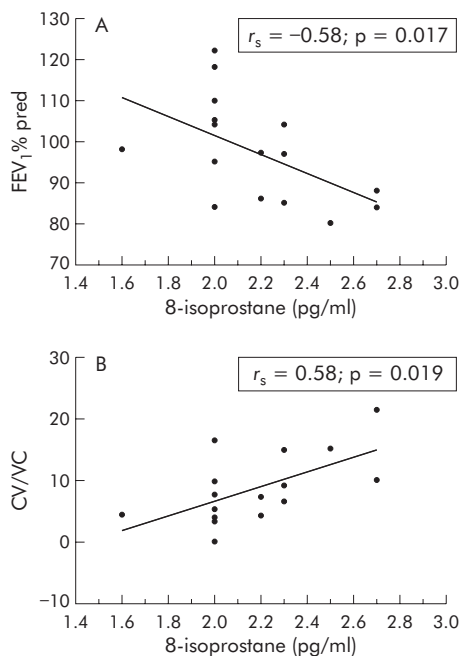 A
r_s = −0.58; p = 0.017
FEV₁% pred
130
120
110
100
90
80
70
1.4 1.6 1.8 2.0 2.2 2.4 2.6 2.8 3.0
8-isoprostane (pg/ml)
B
r_s = 0.58; p = 0.019
CV/VC
30
20
10
0
−10
1.4 1.6 1.8 2.0 2.2 2.4 2.6 2.8 3.0
8-isoprostane (pg/ml)